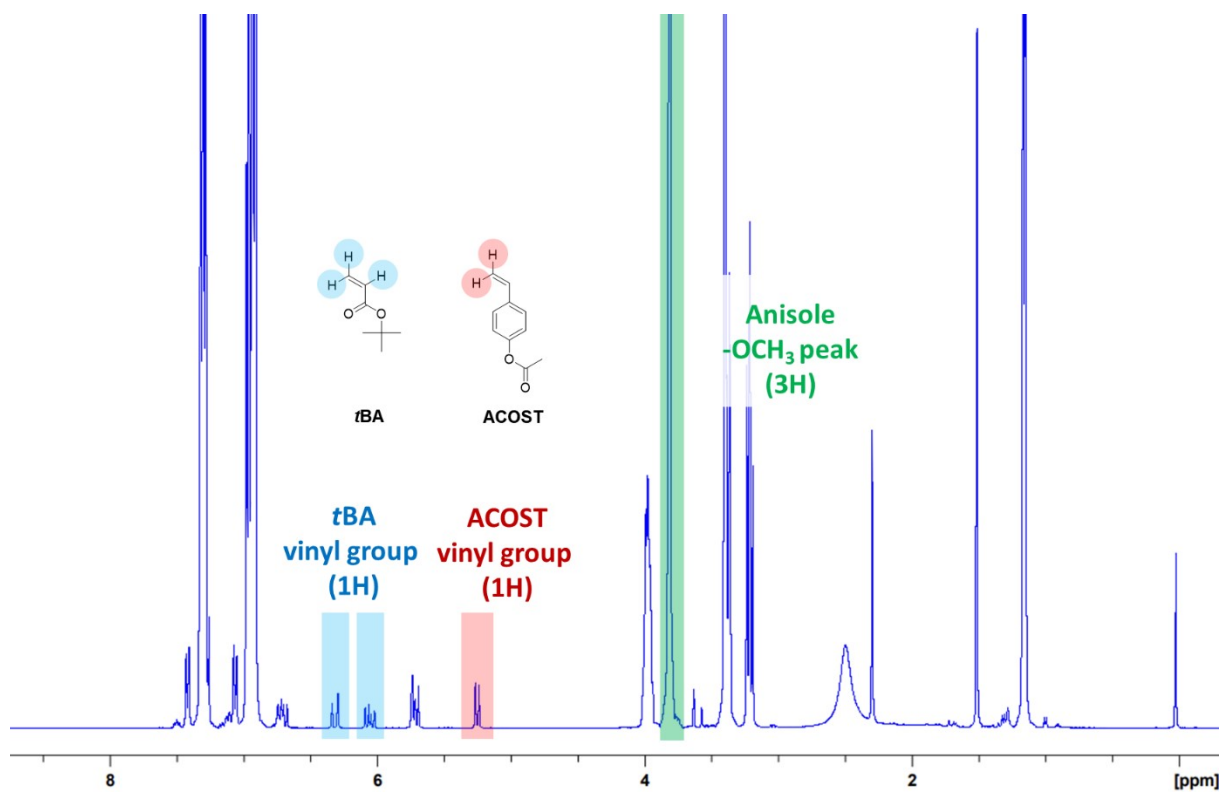 H
H
H
O
O
tBA
H
H
O
O
ACOST
Anisole
-OCH₃ peak
(3H)
tBA
vinyl group
(1H)
ACOST
vinyl group
(1H)
8 6 4 2 [ppm]